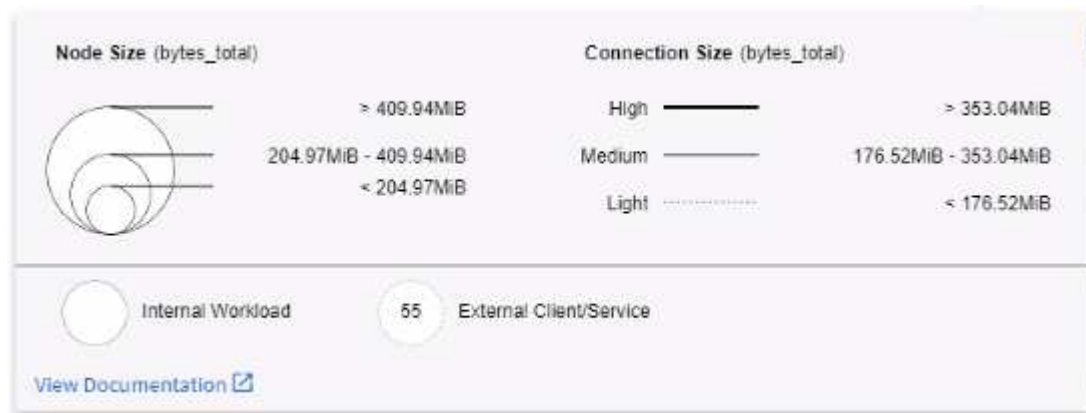 Node Size (bytes_total)
> 409.94MiB
204.97MiB - 409.94MiB
< 204.97MiB
Connection Size (bytes_total)
High > 353.04MiB
Medium 176.52MiB - 353.04MiB
Light < 176.52MiB
Internal Workload
55 External Client/Service
View Documentation